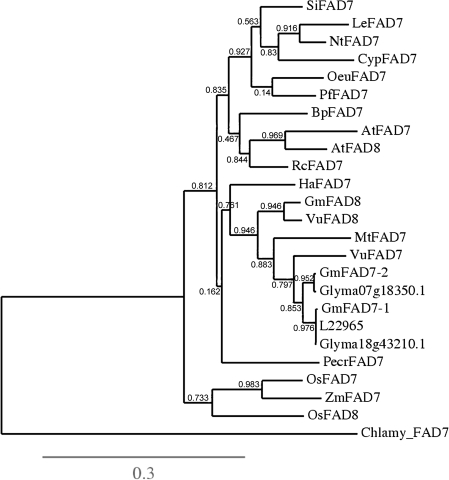 SiFAD7
0.563
LeFAD7
0.916
NtFAD7
0.83
CypFAD7
0.927
OeuFAD7
0.14
PfFAD7
0.835
BpFAD7
0.467
AtFAD7
0.969
AtFAD8
0.844
RcFAD7
0.812
HaFAD7
0.761
GmFAD8
0.946
VuFAD8
0.946
MtFAD7
0.883
VuFAD7
0.797
GmFAD7-2
0.952
Glyma07g18350.1
0.162
0.853
GmFAD7-1
L22965
0.976
Glyma18g43210.1
PecrFAD7
OsFAD7
0.983
ZmFAD7
0.733
OsFAD8
Chlamy_FAD7
0.3